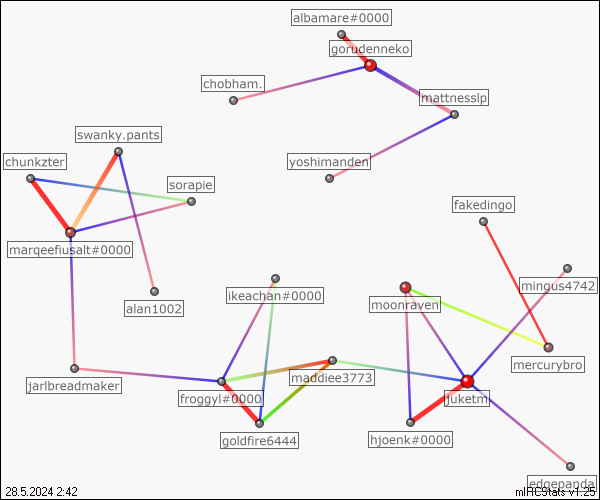 albamare#0000
gorudenneko
chobham.
mattnesslp
swanky.pants
chunkzter
yoshimanden
sorapie
fakedingo
marqeefiusalt#0000
mingus4742
ikeachan#0000
moonraven
alan1002
mercurybro
maddiee3773
jarlbreadmaker
froggyl#0000
juketm
goldfire6444
hjoenk#0000
edgepanda
28.5.2024 2:42
mIRCStats v1.25